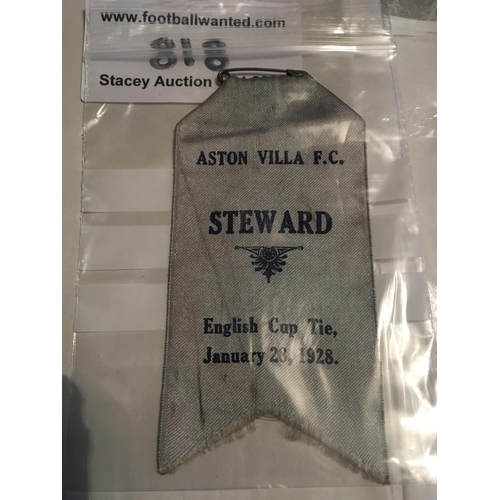 www.footballwanted.com
818
Stacey Auction
ASTON VILLA F.C.
STEWARD
English Cup Tie,
January 28, 1928.